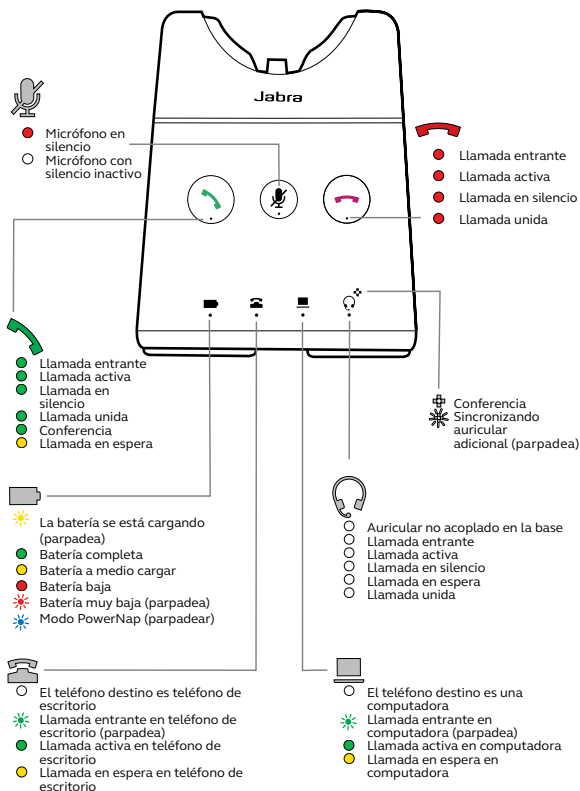 Jabra
Micrófono en
silencio
Micrófono con
silencio inactivo
Llamada entrante
Llamada activa
Llamada en silencio
Llamada unida
Llamada entrante
Llamada activa
Llamada en
silencio
Llamada unida
Conferencia
Llamada en espera
Conferencia
Sincronizando
auricular
adicional (parpadea)
La batería se está cargando
(parpadea)
Batería completa
Batería a medio cargar
Batería baja
Batería muy baja (parpadea)
Modo PowerNap (parpadear)
Auricular no acoplado en la base
Llamada entrante
Llamada activa
Llamada en silencio
Llamada en espera
Llamada unida
El teléfono destino es teléfono de
escritorio
Llamada entrante en teléfono de
escritorio (parpadea)
Llamada activa en teléfono de
escritorio
Llamada en espera en teléfono de
escritorio
El teléfono destino es una
computadora
Llamada entrante en
computadora (parpadea)
Llamada activa en computadora
Llamada en espera en
computadora